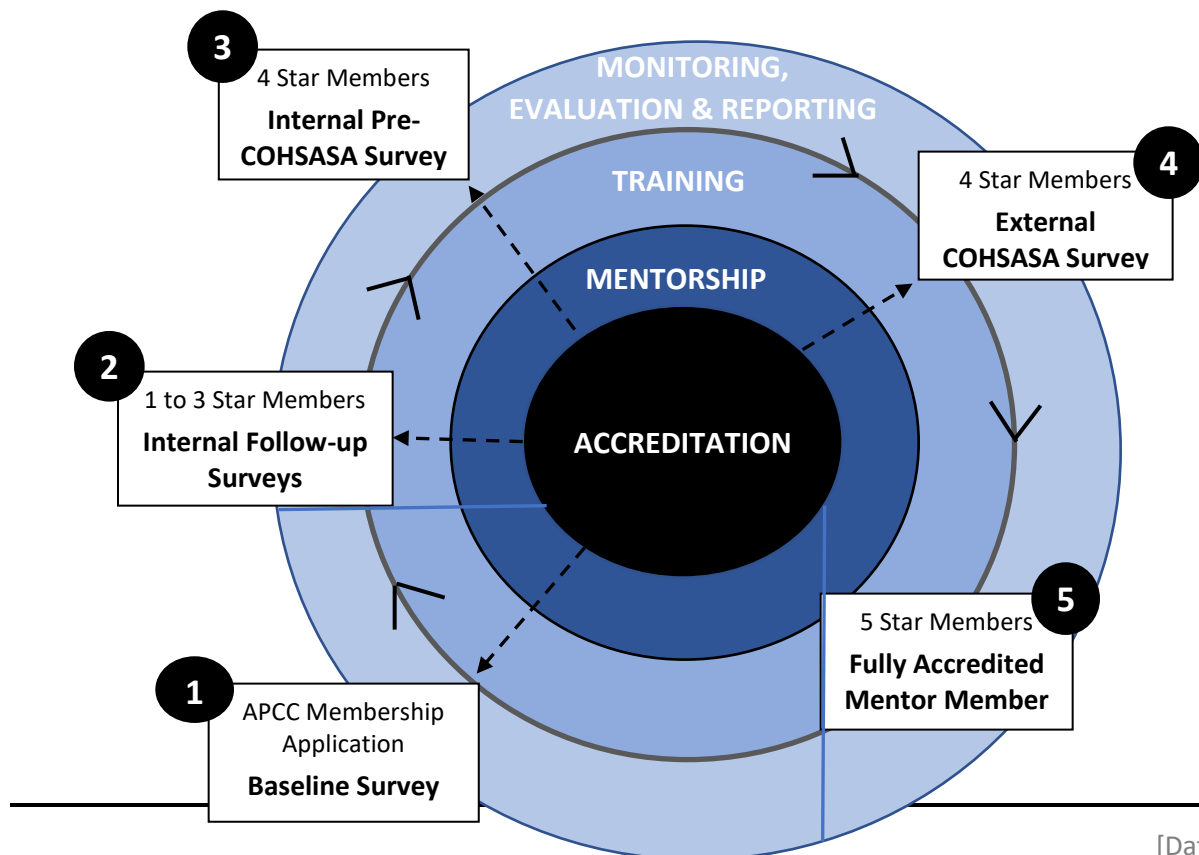 3
4 Star Members
Internal Pre-
COHSASA Survey
MONITORING,
EVALUATION & REPORTING
TRAINING
MENTORSHIP
ACCREDITATION
4
4 Star Members
External
COHSASA Survey
2
1 to 3 Star Members
Internal Follow-up
Surveys
5
5 Star Members
Fully Accredited
Mentor Member
1
APCC Membership
Application
Baseline Survey
[Dat